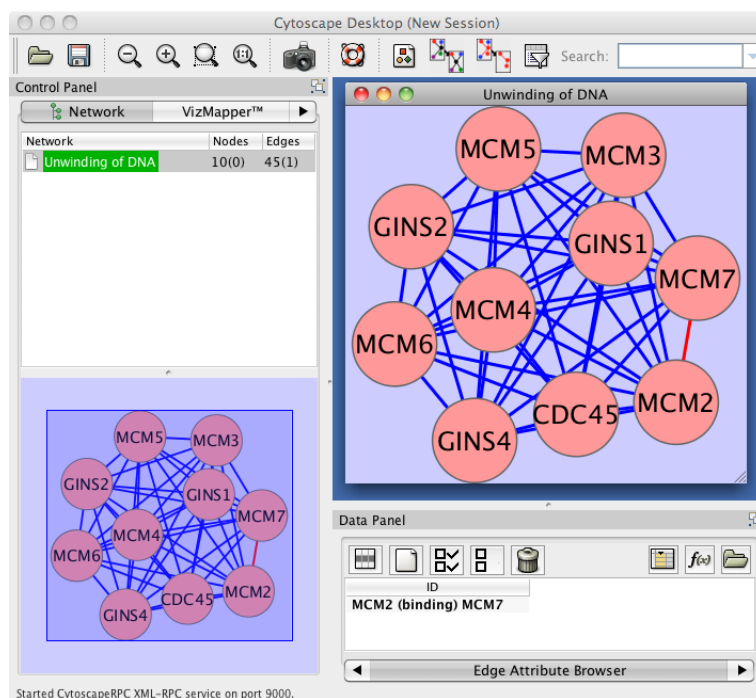 Cytoscape Desktop (New Session)
1:1
Search:
Control Panel
Network VizMapper™
Network Nodes Edges
Unwinding of DNA 10(0) 45(1)
Unwinding of DNA
MCM5
MCM3
GINS2
GINS1
MCM7
MCM4
MCM6
MCM2
CDC45
GINS4
MCM5
MCM3
GINS2
GINS1
MCM7
MCM4
MCM6
MCM2
CDC45
GINS4
Data Panel
f(x)
ID
MCM2 (binding) MCM7
Edge Attribute Browser
Started CytoscapeRPC XML-RPC service on port 9000.